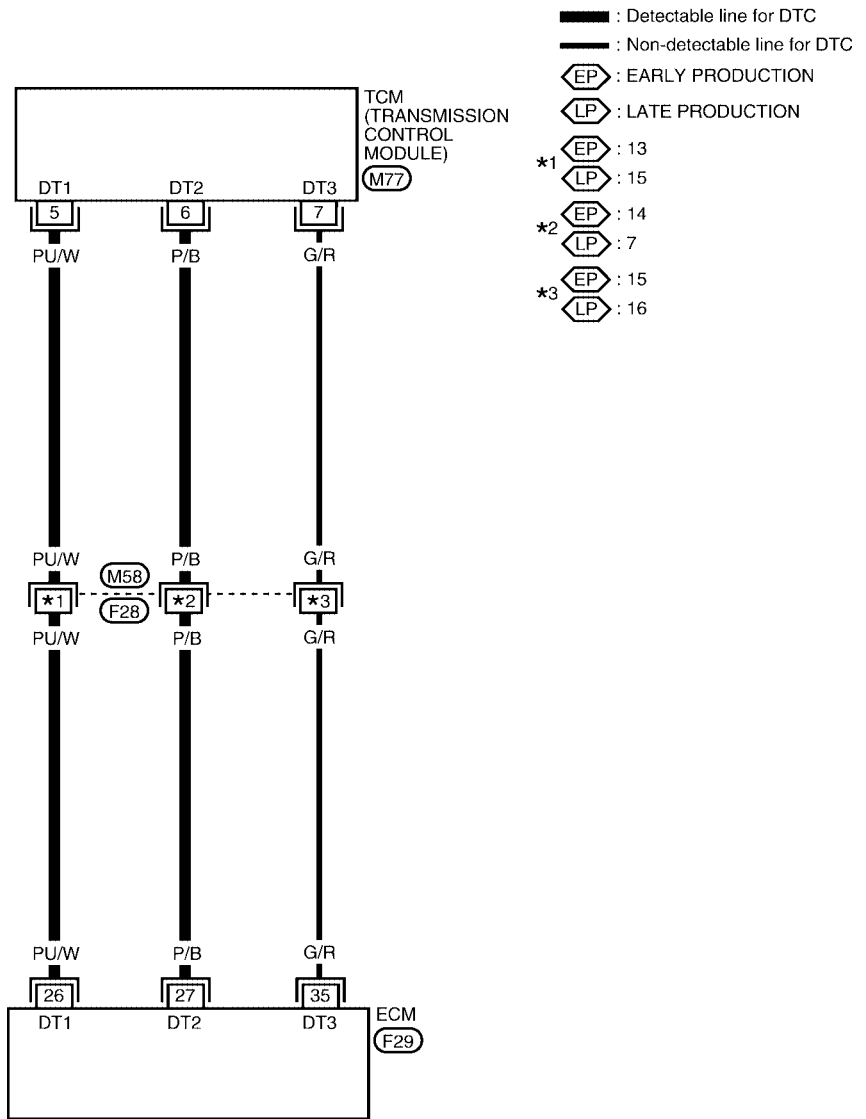 : Detectable line for DTC
: Non-detectable line for DTC
EP : EARLY PRODUCTION
LP : LATE PRODUCTION
*1 EP : 13
LP : 15
*2 EP : 14
LP : 7
*3 EP : 15
LP : 16
TCM
(TRANSMISSION
CONTROL
MODULE)
M77
DT1 DT2 DT3
5 6 7
PU/W P/B G/R
PU/W P/B G/R
M58
*1 *2 *3
F28
PU/W P/B G/R
PU/W P/B G/R
26 27 35
DT1 DT2 DT3
ECM
F29